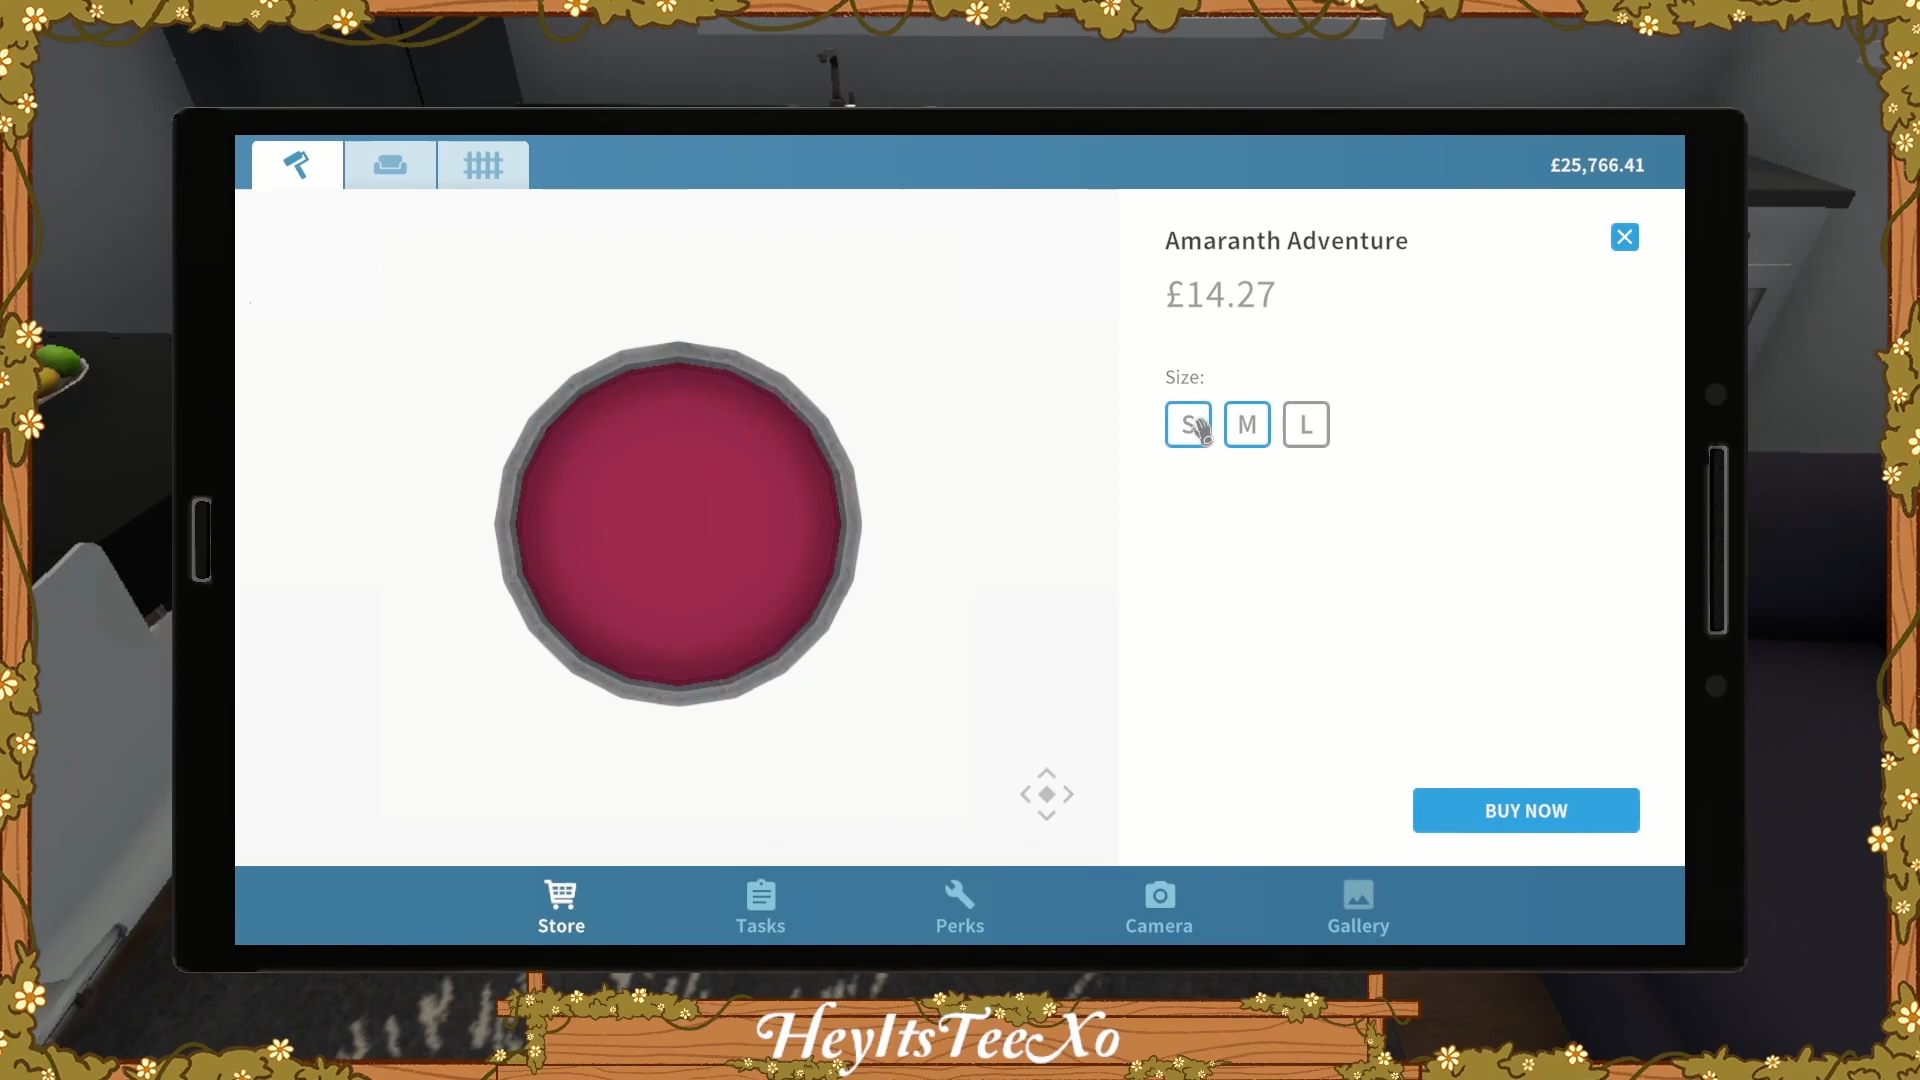 £25,766.41
Amaranth Adventure
£14.27
Size:
S M L
BUY NOW
Store Tasks Perks Camera Gallery
HeyItsTeeXo